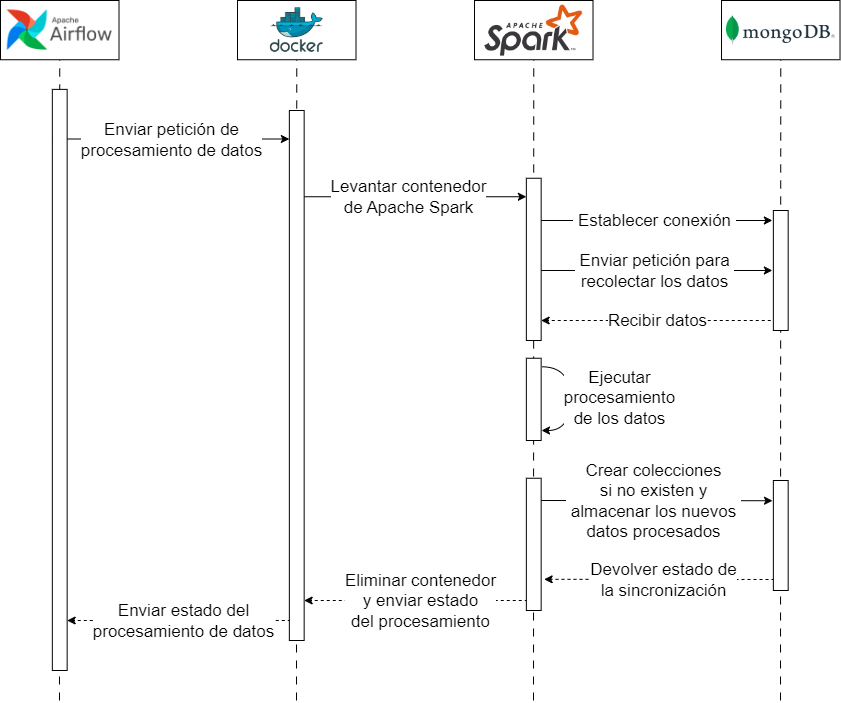 Apache
Airflow
docker
APACHE
Spark™
mongoDB®
Enviar petición de
procesamiento de datos
Levantar contenedor
de Apache Spark
Establecer conexión
Enviar petición para
recolectar los datos
Recibir datos
Ejecutar
procesamiento
de los datos
Crear colecciones
si no existen y
almacenar los nuevos
datos procesados
Devolver estado de
la sincronización
Eliminar contenedor
y enviar estado
del procesamiento
Enviar estado del
procesamiento de datos